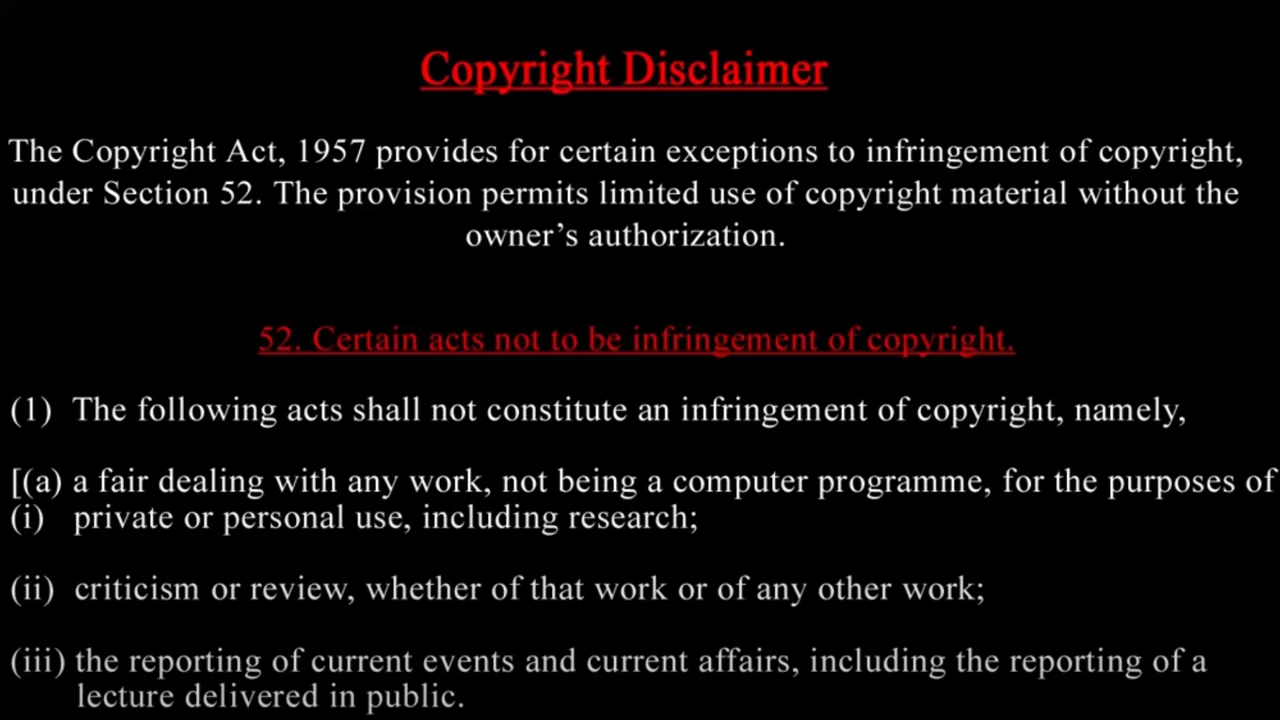 Copyright Disclaimer
The Copyright Act, 1957 provides for certain exceptions to infringement of copyright,
under Section 52. The provision permits limited use of copyright material without the
owner’s authorization.
52. Certain acts not to be infringement of copyright.
(1) The following acts shall not constitute an infringement of copyright, namely,
[(a) a fair dealing with any work, not being a computer programme, for the purposes of
(i) private or personal use, including research;
(ii) criticism or review, whether of that work or of any other work;
(iii) the reporting of current events and current affairs, including the reporting of a
lecture delivered in public.